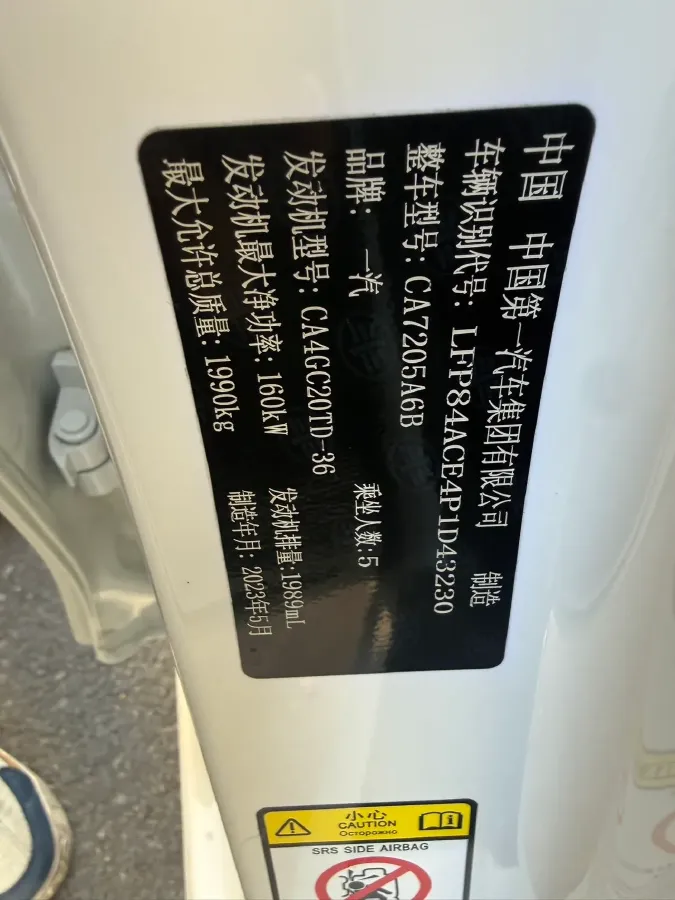 中国 中国第一汽车集团有限公司 制造
车辆识别代号: LFP84ACE4P1D43230
整车型号: CA7205A6B
品牌: 一汽 乘坐人数: 5
发动机型号: CA4GC20TD-36
发动机最大净功率: 160kW 发动机排量: 1989mL
最大允许总质量: 1990kg 制造年月: 2023年5月
小心
CAUTION
Осторожно
SRS SIDE AIRBAG